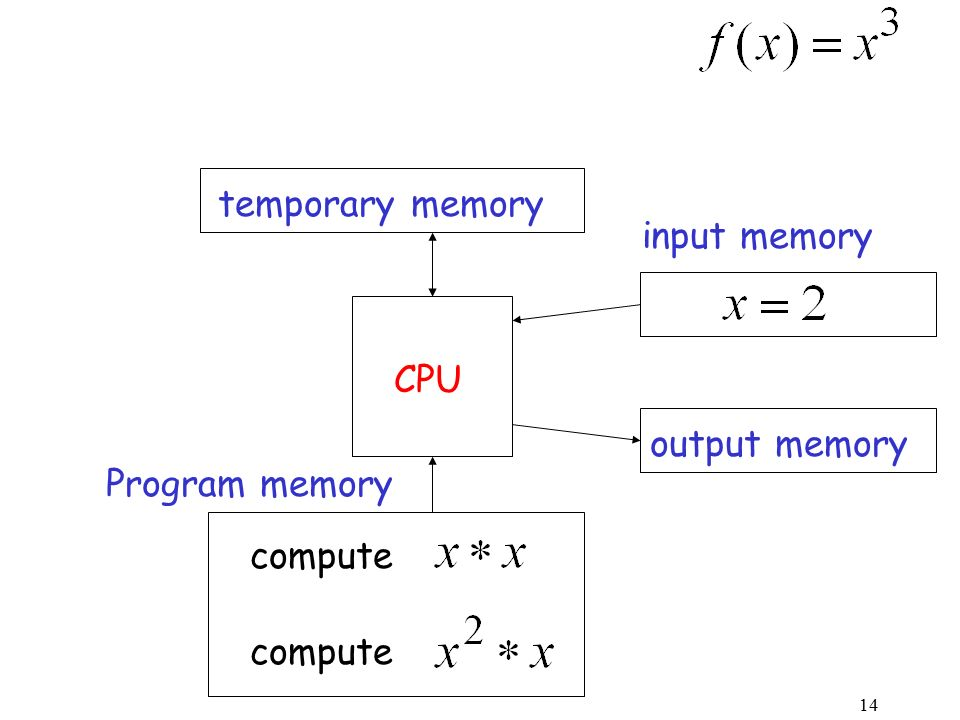 f(x) = x³
temporary memory
input memory
x = 2
CPU
output memory
Program memory
compute x * x
compute x² * x
14